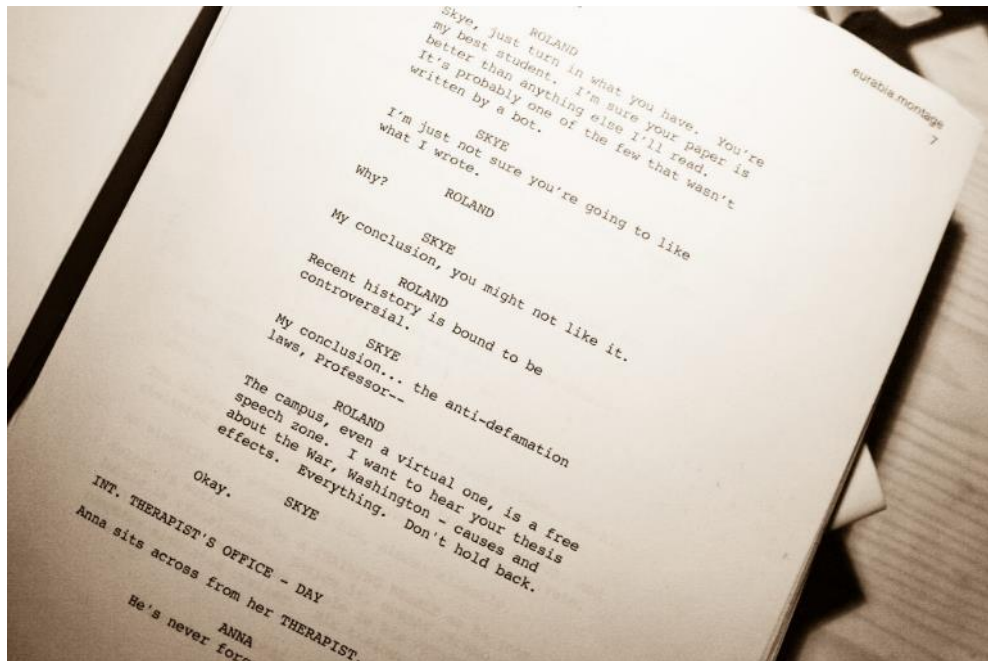 eurabia.montage
7
ROLAND
Skye, just turn in what you have. You're
my best student. I'm sure your paper is
better than anything else I'll read.
It's probably one of the few that wasn't
written by a bot.
SKYE
I'm just not sure you're going to like
what I wrote.
ROLAND
Why?
SKYE
My conclusion, you might not like it.
ROLAND
Recent history is bound to be
controversial.
SKYE
My conclusion... the anti-defamation
laws, Professor--
ROLAND
The campus, even a virtual one, is a free
speech zone. I want to hear your thesis
about the War, Washington - causes and
effects. Everything. Don't hold back.
SKYE
Okay.
INT. THERAPIST'S OFFICE - DAY
Anna sits across from her THERAPIST.
ANNA
He's never